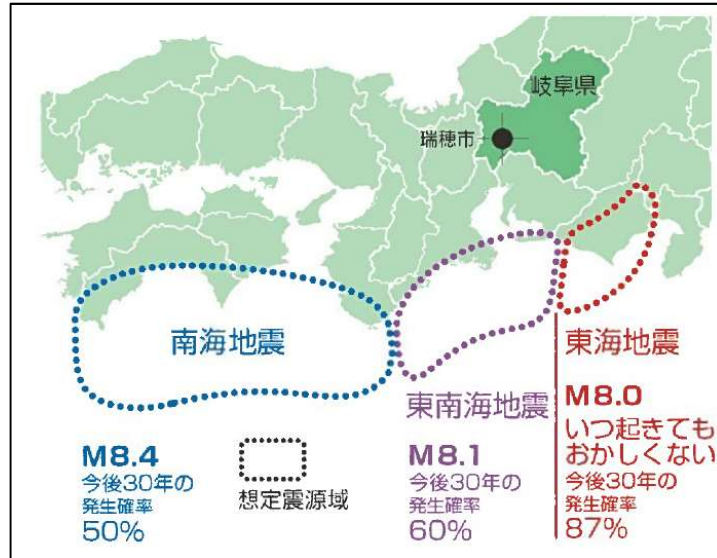 岐阜県
瑞穂市
南海地震
東海地震
東南海地震
M8.4
今後30年の
発生確率
50%
想定震源域
M8.1
今後30年の
発生確率
60%
M8.0
いつ起きても
おかしくない
今後30年の
発生確率
87%